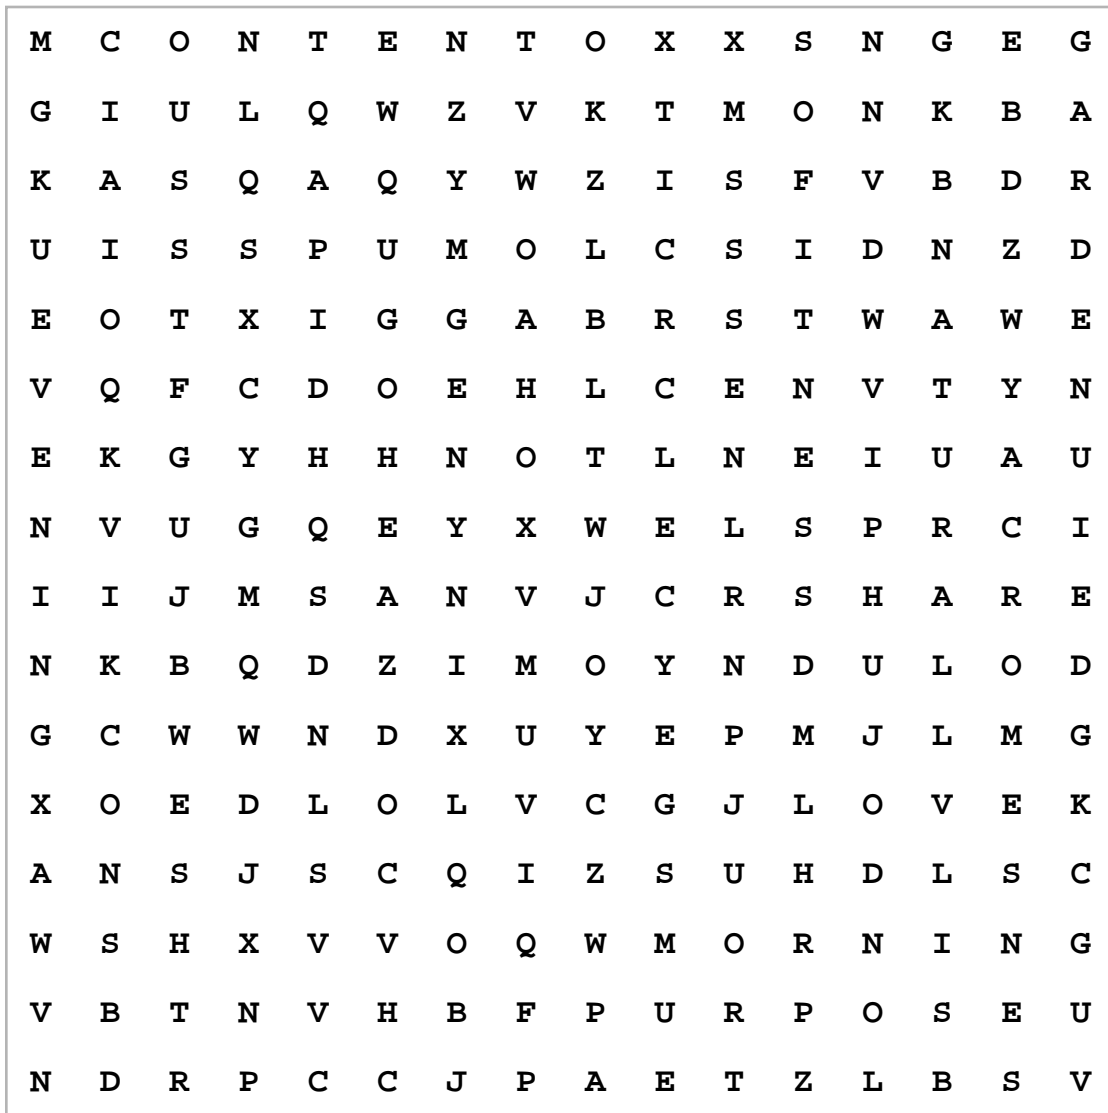 M C O N T E N T O X X S N G E G
G I U L Q W Z V K T M O N K B A
K A S Q A Q Y W Z I S F V B D R
U I S S P U M O L C S I D N Z D
E O T X I G G A B R S T W A W E
V Q F C D O E H L C E N V T Y N
E K G Y H H N O T L N E I U A U
N V U G Q E Y X W E L S P R C I
I I J M S A N V J C R S H A R E
N K B Q D Z I M O Y N D U L O D
G C W W N D X U Y E P M J L M G
X O E D L O L V C G J L O V E K
A N S J S C Q I Z S U H D L S C
W S H X V V O Q W M O R N I N G
V B T N V H B F P U R P O S E U
N D R P C C J P A E T Z L B S V